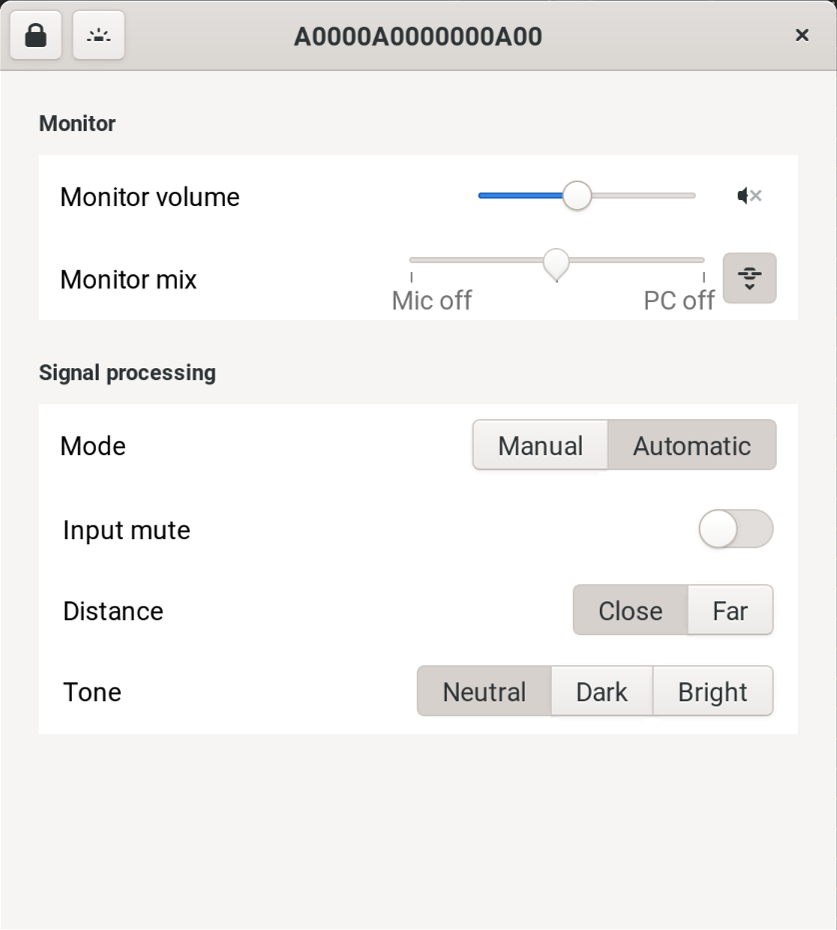 A0000A0000000A00
Monitor
Monitor volume
Monitor mix
Mic off PC off
Signal processing
Mode Manual Automatic
Input mute
Distance Close Far
Tone Neutral Dark Bright